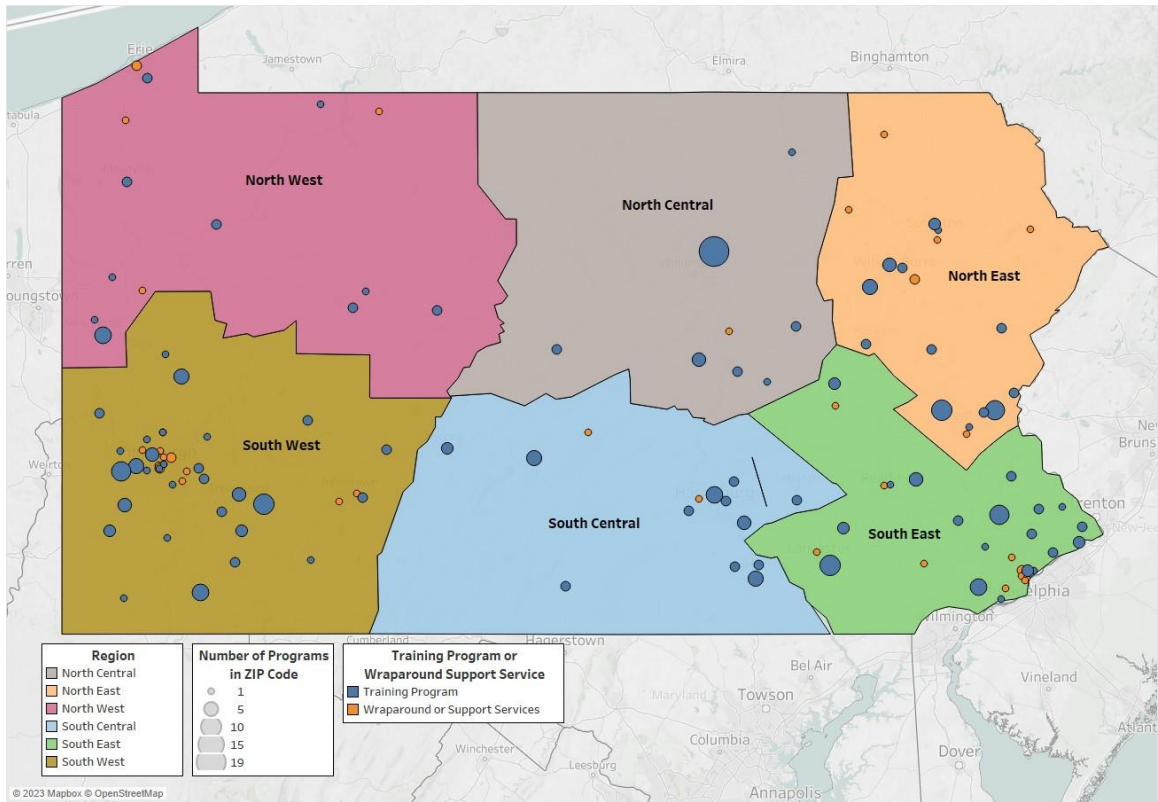 Erie
Jamestown
Elmira
Binghamton
tabula
North West
North Central
North East
rren
oungstown
South West
Weirto
South Central
South East
New
Bruns
renton
elphia
Wilmington
Cumberland
Hagerstown
Bel Air
Vineland
Maryland
Towson
Columbia
Atlant
Winchester
Leesburg
Dover
Annapolis
Region
North Central
North East
North West
South Central
South East
South West
Number of Programs
in ZIP Code
1
5
10
15
19
Training Program or
Wraparound Support Service
Training Program
Wraparound or Support Services
© 2023 Mapbox © OpenStreetMap